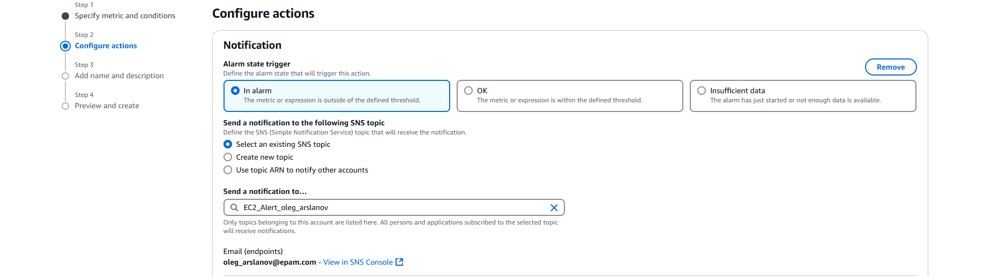 Step 1
Specify metric and conditions
Step 2
Configure actions
Step 3
Add name and description
Step 4
Preview and create
Configure actions
Notification
Alarm state trigger
Define the alarm state that will trigger this action.
Remove
In alarm
The metric or expression is outside of the defined threshold.
OK
The metric or expression is within the defined threshold.
Insufficient data
The alarm has just started or not enough data is available.
Send a notification to the following SNS topic
Define the SNS (Simple Notification Service) topic that will receive the notification.
Select an existing SNS topic
Create new topic
Use topic ARN to notify other accounts
Send a notification to…
EC2_Alert_oleg_arslanov
Only topics belonging to this account are listed here. All persons and applications subscribed to the selected topic
will receive notifications.
Email (endpoints)
oleg_arslanov@epam.com - View in SNS Console